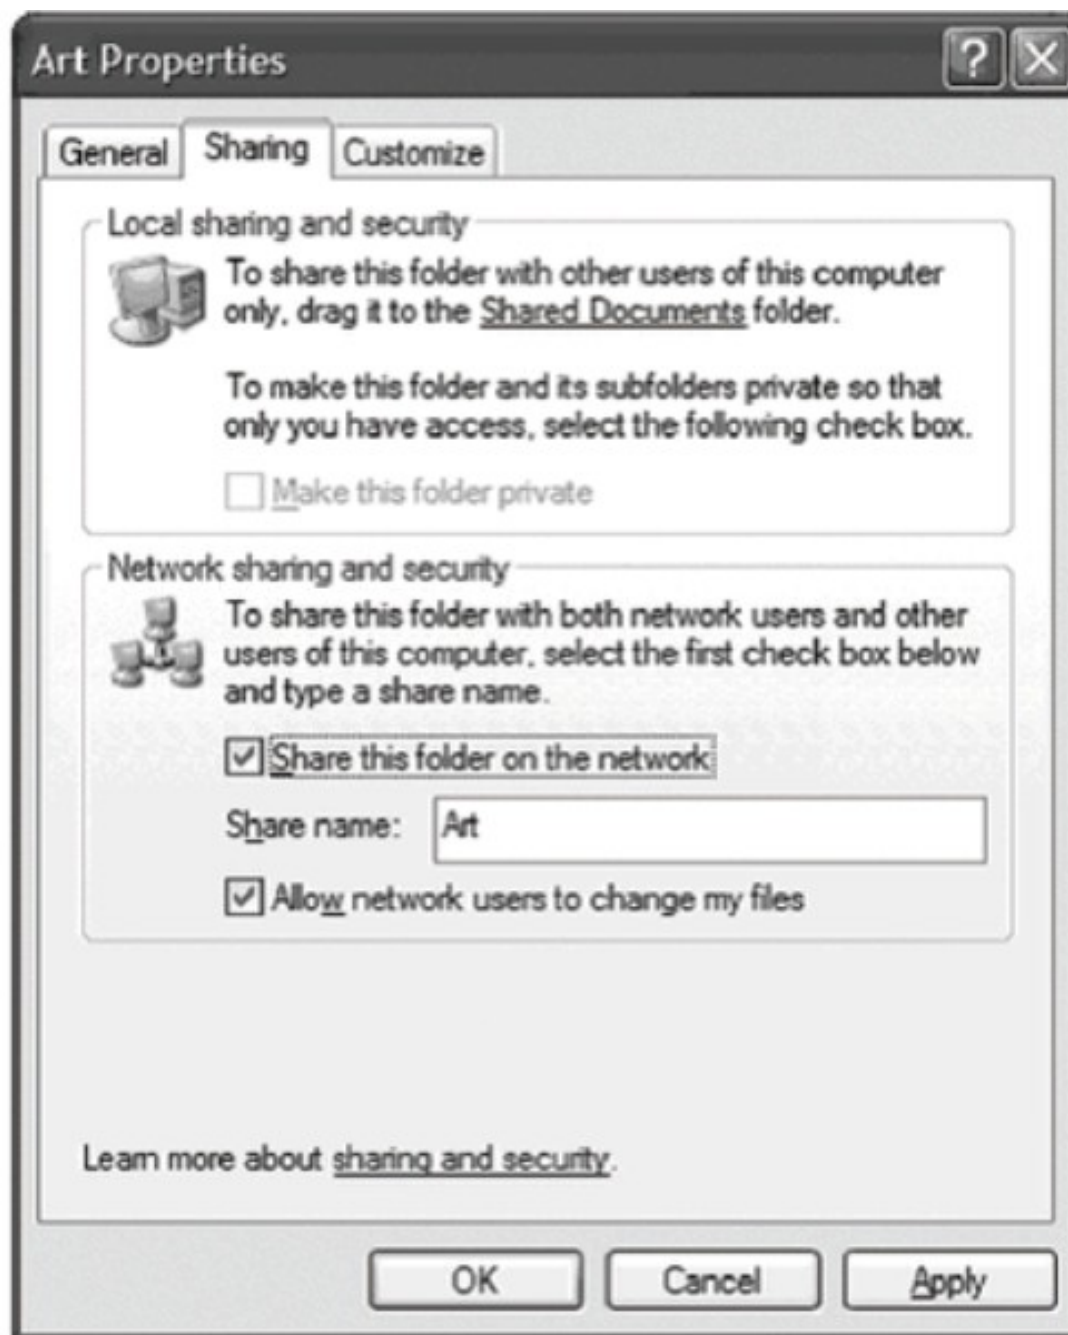 Art Properties
General Sharing Customize
Local sharing and security
To share this folder with other users of this computer
only, drag it to the Shared Documents folder.
To make this folder and its subfolders private so that
only you have access, select the following check box.
Make this folder private
Network sharing and security
To share this folder with both network users and other
users of this computer, select the first check box below
and type a share name.
Share this folder on the network
Share name: Art
Allow network users to change my files
Learn more about sharing and security.
OK Cancel Apply